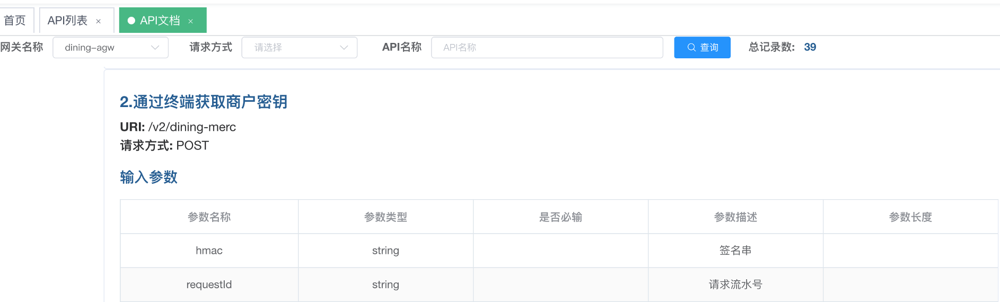 首页 API列表 × API文档 ×
网关名称 dining-agw 请求方式 请选择 API名称 API名称 查询 总记录数: 39
2.通过终端获取商户密钥
URI: /v2/dining-merc
请求方式: POST
输入参数
参数名称 参数类型 是否必输 参数描述 参数长度
hmac string 签名串
requestId string 请求流水号